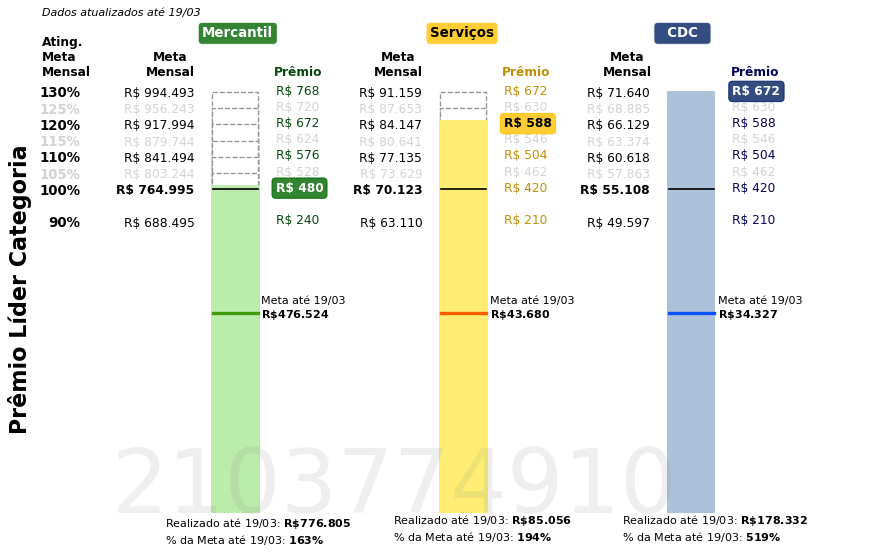 Dados atualizados até 19/03
Mercantil Serviços CDC
Ating. Meta Mensal Meta Mensal Prêmio Meta Mensal Prêmio Meta Mensal Prêmio
130% R$ 994.493 R$ 768 R$ 91.159 R$ 672 R$ 71.640 R$ 672
125% R$ 956.243 R$ 720 R$ 87.653 R$ 630 R$ 68.885 R$ 630
120% R$ 917.994 R$ 672 R$ 84.147 R$ 588 R$ 66.129 R$ 588
115% R$ 879.744 R$ 624 R$ 80.641 R$ 546 R$ 63.374 R$ 546
110% R$ 841.494 R$ 576 R$ 77.135 R$ 504 R$ 60.618 R$ 504
105% R$ 803.244 R$ 528 R$ 73.629 R$ 462 R$ 57.863 R$ 462
100% R$ 764.995 R$ 480 R$ 70.123 R$ 420 R$ 55.108 R$ 420
90% R$ 688.495 R$ 240 R$ 63.110 R$ 210 R$ 49.597 R$ 210
Prêmio Líder Categoria
Meta até 19/03 Meta até 19/03 Meta até 19/03
R$476.524 R$43.680 R$34.327
2103774910
Realizado até 19/03: R$776.805 Realizado até 19/03: R$85.056 Realizado até 19/03: R$178.332
% da Meta até 19/03: 163% % da Meta até 19/03: 194% % da Meta até 19/03: 519%